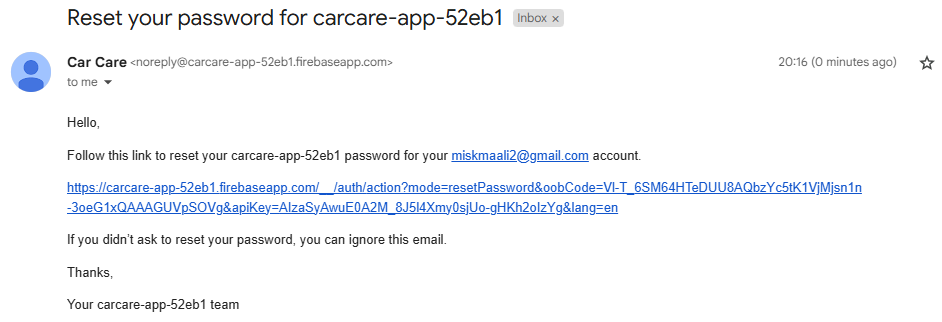 Reset your password for carcare-app-52eb1 Inbox ×
Car Care <noreply@carcare-app-52eb1.firebaseapp.com> 20:16 (0 minutes ago)
to me
Hello,
Follow this link to reset your carcare-app-52eb1 password for your miskmaali2@gmail.com account.
https://carcare-app-52eb1.firebaseapp.com/__/auth/action?mode=resetPassword&oobCode=VI-T_6SM64HTeDUU8AQbzYc5tK1VjMjsn1n
-3oeG1xQAAAGUVpSOVg&apiKey=AIzaSyAwuE0A2M_8J5I4Xmy0sjUo-gHKh2oIzYg&lang=en
If you didn't ask to reset your password, you can ignore this email.
Thanks,
Your carcare-app-52eb1 team